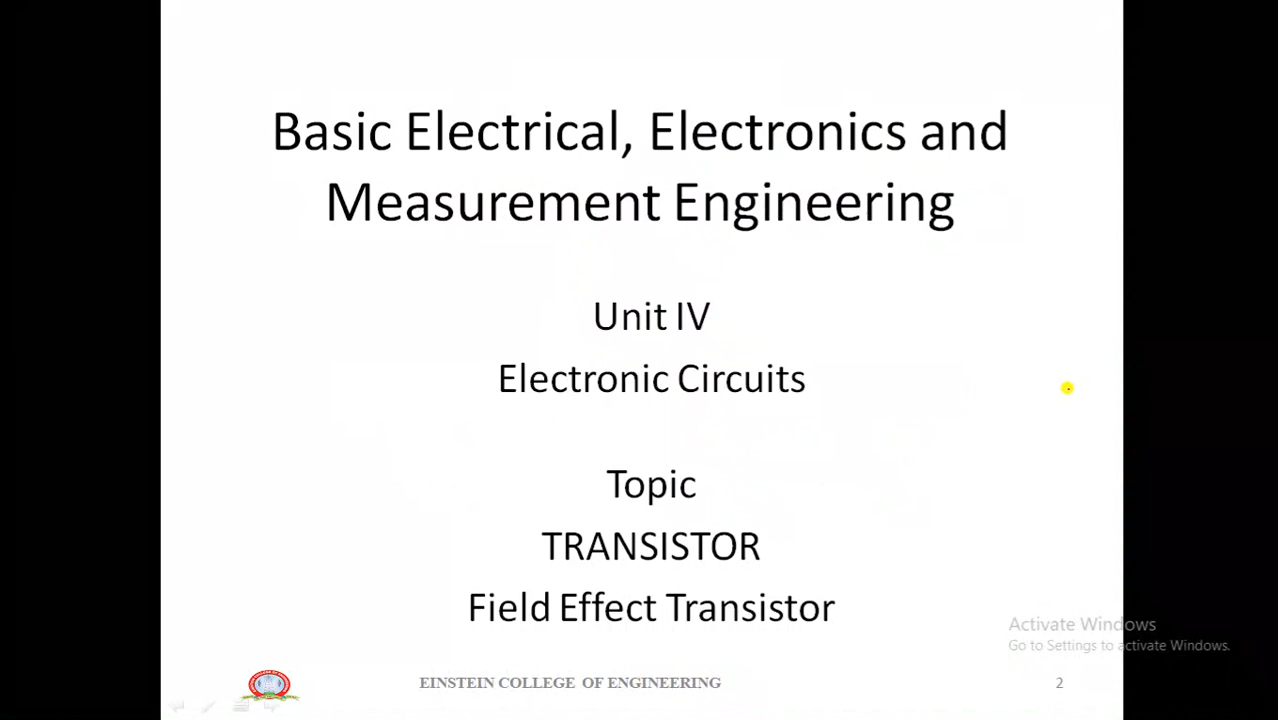 Basic Electrical, Electronics and
Measurement Engineering
Unit IV
Electronic Circuits
Topic
TRANSISTOR
Field Effect Transistor
Activate Windows
Go to Settings to activate Windows.
EINSTEIN COLLEGE OF ENGINEERING
2